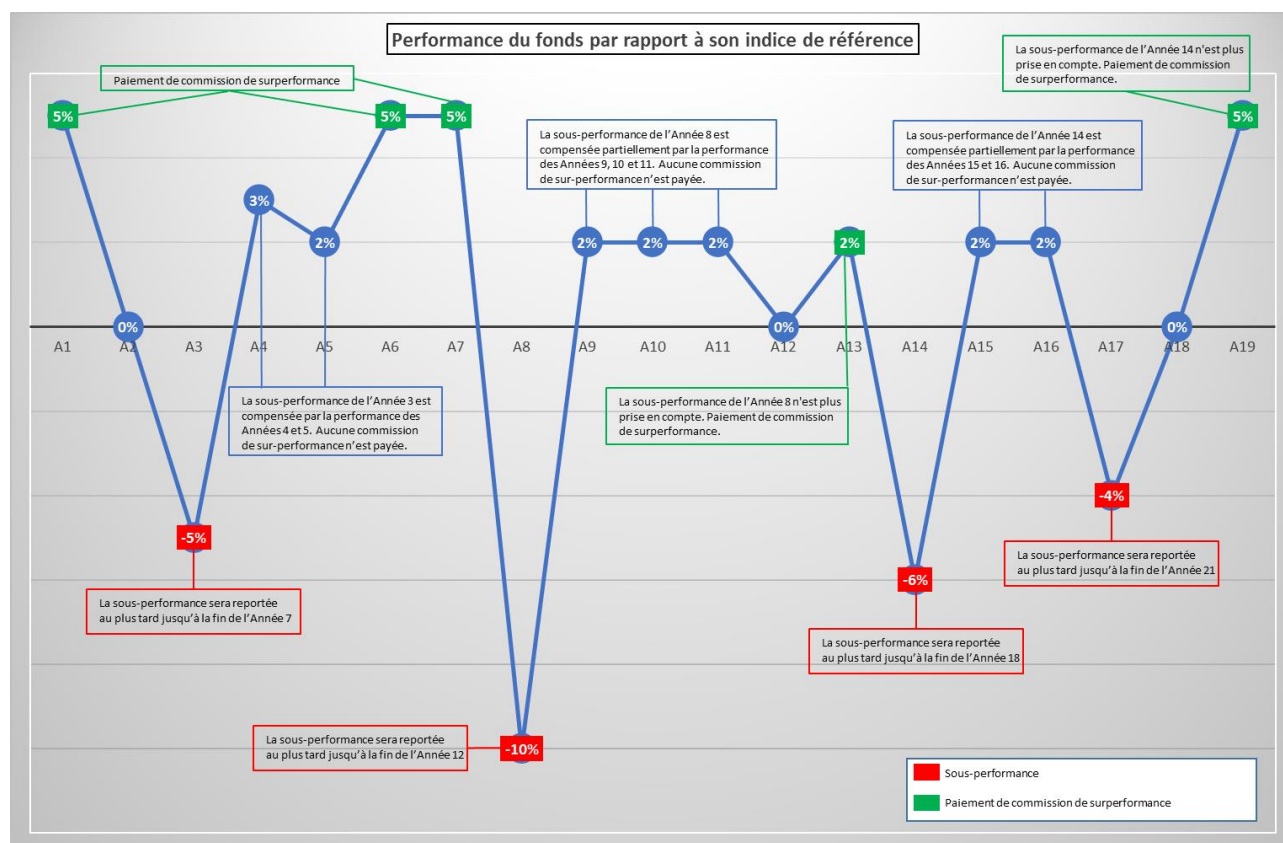 Performance du fonds par rapport à son indice de référence
La sous-performance de l'Année 14 n'est plus
prise en compte. Paiement de commission
de surperformance.
Paiement de commission de surperformance
5%
5%
5%
5%
La sous-performance de l'Année 8 est
compensée partiellement par la performance
des Années 9, 10 et 11. Aucune commission
de sur-performance n'est payée.
La sous-performance de l'Année 14 est
compensée partiellement par la performance
des Années 15 et 16. Aucune commission
de sur-performance n'est payée.
3%
2%
2%
2%
2%
2%
2%
2%
0%
0%
0%
A1
A2
A3
A4
A5
A6
A7
A8
A9
A10
A11
A12
A13
A14
A15
A16
A17
A18
A19
La sous-performance de l'Année 3 est
compensée par la performance des
Années 4 et 5. Aucune commission
de sur-performance n'est payée.
La sous-performance de l'Année 8 n'est plus
prise en compte. Paiement de commission
de surperformance.
-4%
-5%
La sous-performance sera reportée
au plus tard jusqu'à la fin de l'Année 21
-6%
La sous-performance sera reportée
au plus tard jusqu'à la fin de l'Année 7
La sous-performance sera reportée
au plus tard jusqu'à la fin de l'Année 18
La sous-performance sera reportée
au plus tard jusqu'à la fin de l'Année 12
-10%
Sous-performance
Paiement de commission de surperformance